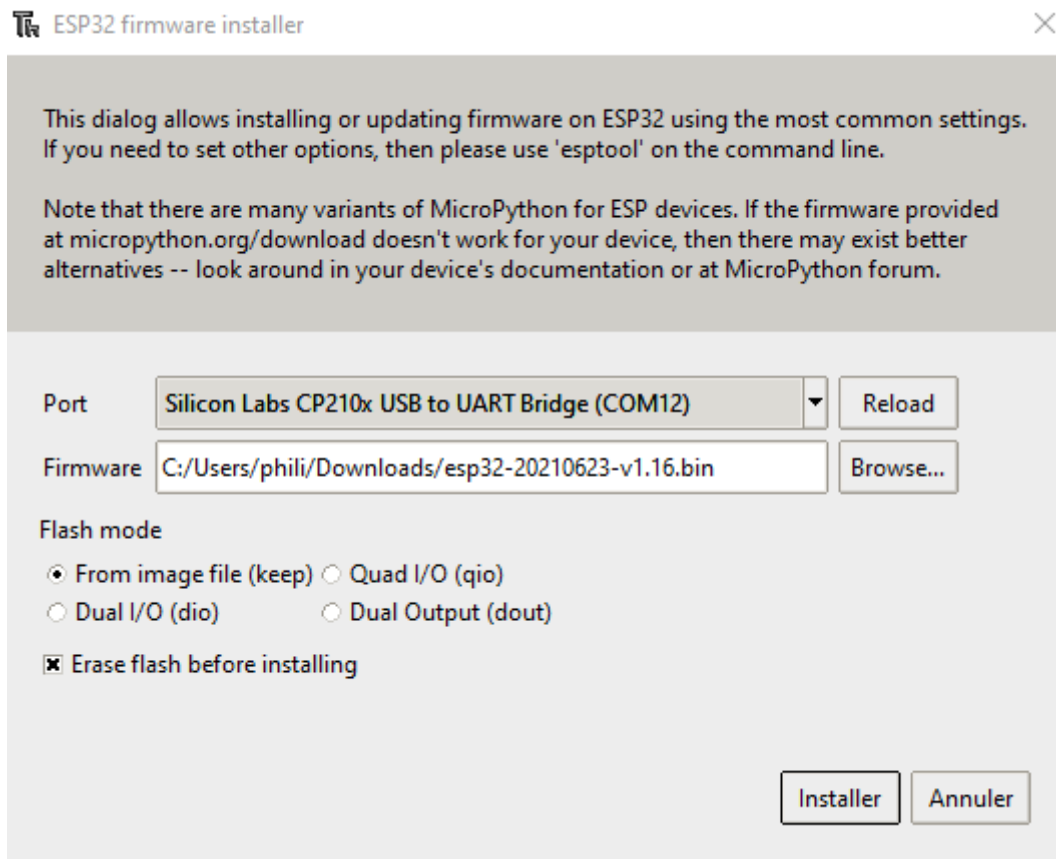 ESP32 firmware installer
This dialog allows installing or updating firmware on ESP32 using the most common settings.
If you need to set other options, then please use 'esptool' on the command line.
Note that there are many variants of MicroPython for ESP devices. If the firmware provided
at micropython.org/download doesn't work for your device, then there may exist better
alternatives -- look around in your device's documentation or at MicroPython forum.
Port Silicon Labs CP210x USB to UART Bridge (COM12) Reload
Firmware C:/Users/phili/Downloads/esp32-20210623-v1.16.bin Browse...
Flash mode
From image file (keep) Quad I/O (qio)
Dual I/O (dio) Dual Output (dout)
Erase flash before installing
Installer Annuler